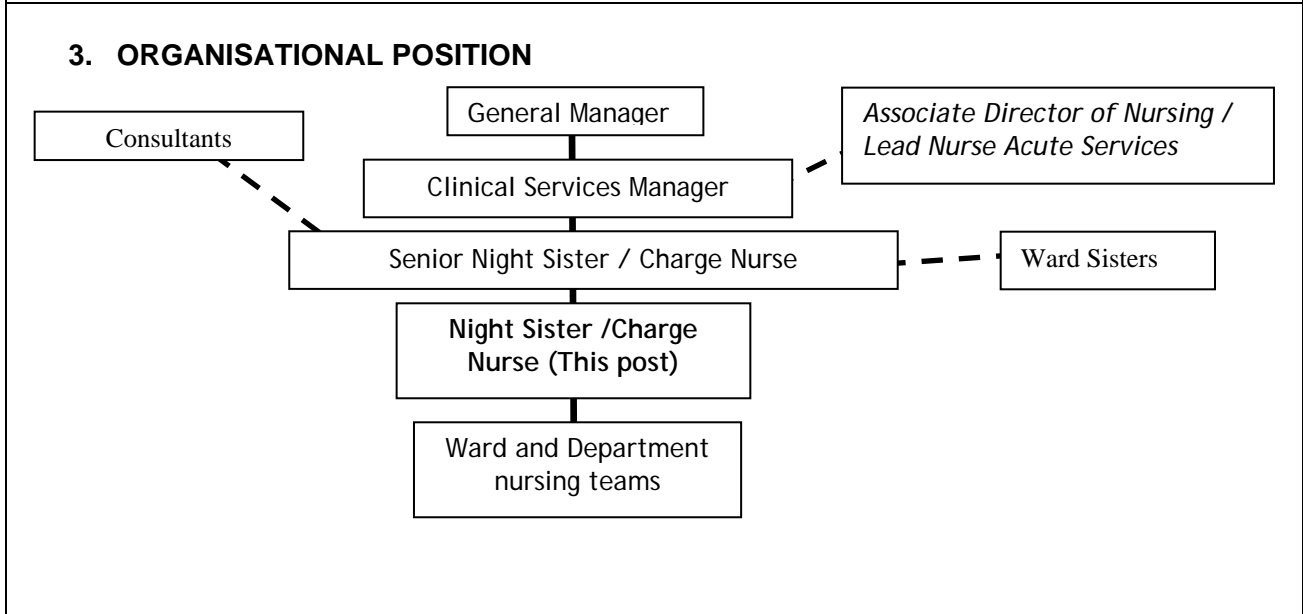 3. ORGANISATIONAL POSITION
General Manager
Associate Director of Nursing /
Lead Nurse Acute Services
Consultants
Clinical Services Manager
Senior Night Sister / Charge Nurse
Ward Sisters
Night Sister /Charge
Nurse (This post)
Ward and Department
nursing teams